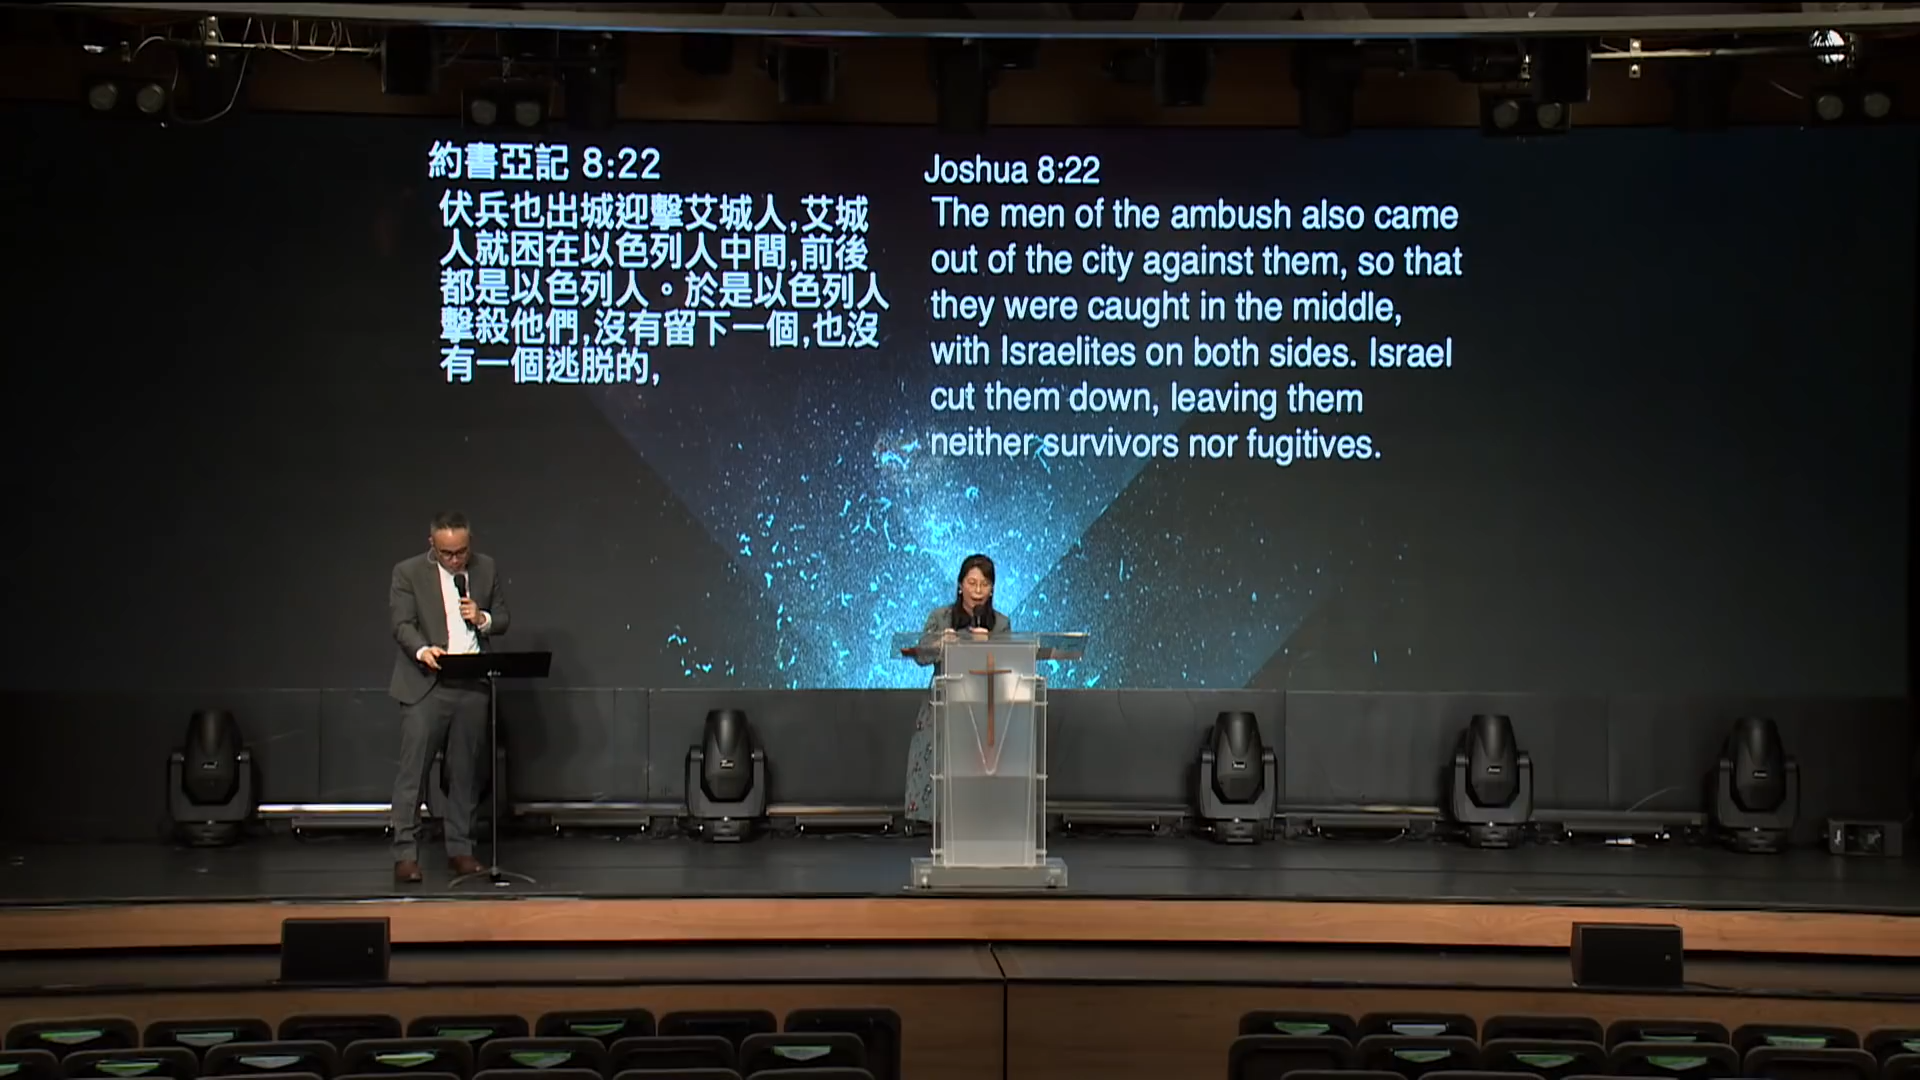 約書亞記 8:22
伏兵也出城迎擊艾城人,艾城
人就困在以色列人中間,前後
都是以色列人。於是以色列人
擊殺他們,沒有留下一個,也沒
有一個逃脫的,
Joshua 8:22
The men of the ambush also came
out of the city against them, so that
they were caught in the middle,
with Israelites on both sides. Israel
cut them down, leaving them
neither survivors nor fugitives.